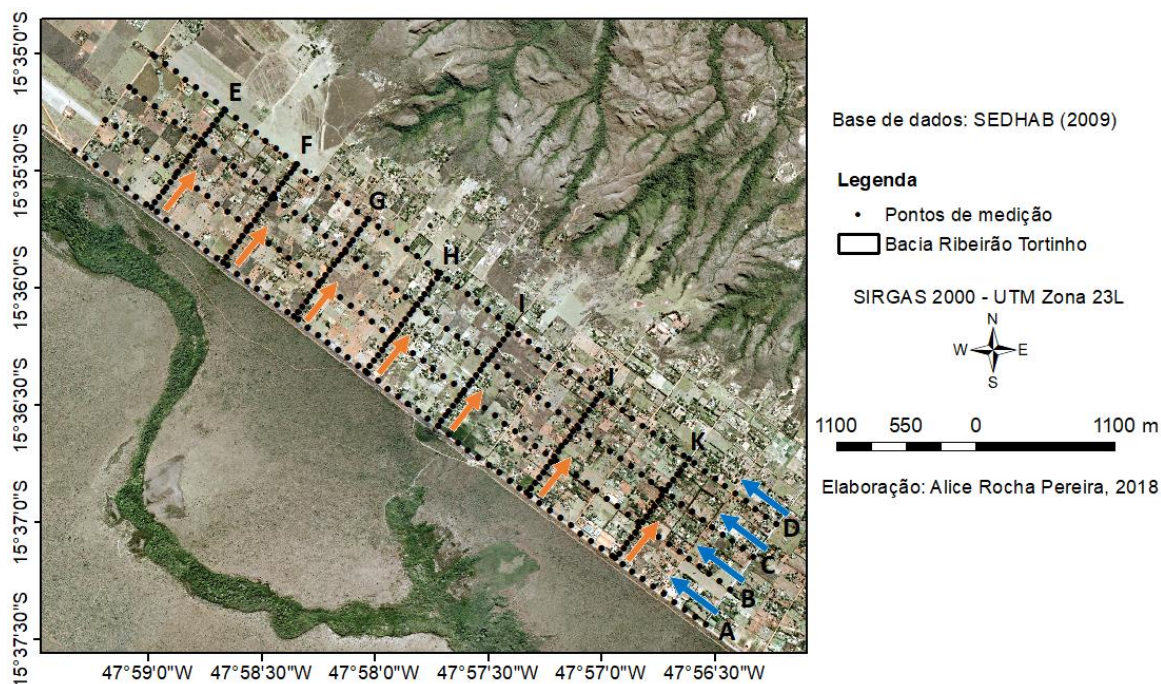 15°35'0"S
15°35'30"S
15°36'0"S
15°36'30"S
15°37'0"S
15°37'30"S
E
F
G
H
I
J
K
D
C
B
A
47°59'0"W
47°58'30"W
47°58'0"W
47°57'30"W
47°57'0"W
47°56'30"W
Base de dados: SEDHAB (2009)
Legenda
Pontos de medição
Bacia Ribeirão Tortinho
SIRGAS 2000 - UTM Zona 23L
N
W E
S
1100 550 0 1100 m
Elaboração: Alice Rocha Pereira, 2018